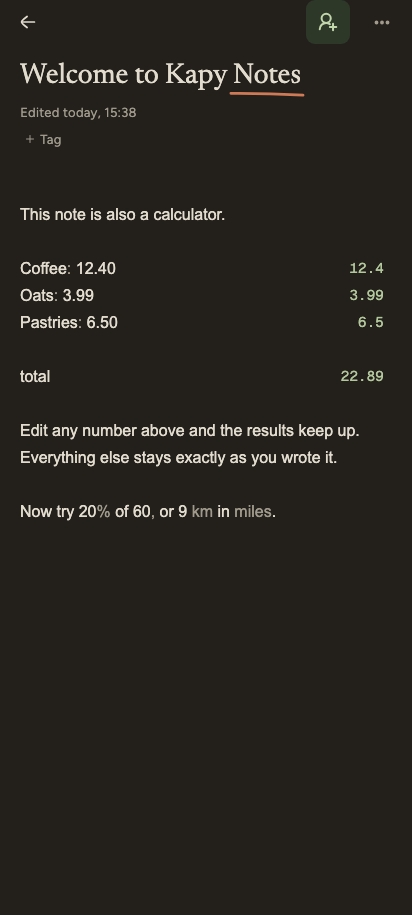 Welcome to Kapy Notes
Edited today, 15:38
+ Tag
This note is also a calculator.
Coffee: 12.40 12.4
Oats: 3.99 3.99
Pastries: 6.50 6.5
total 22.89
Edit any number above and the results keep up.
Everything else stays exactly as you wrote it.
Now try 20% of 60, or 9 km in miles.